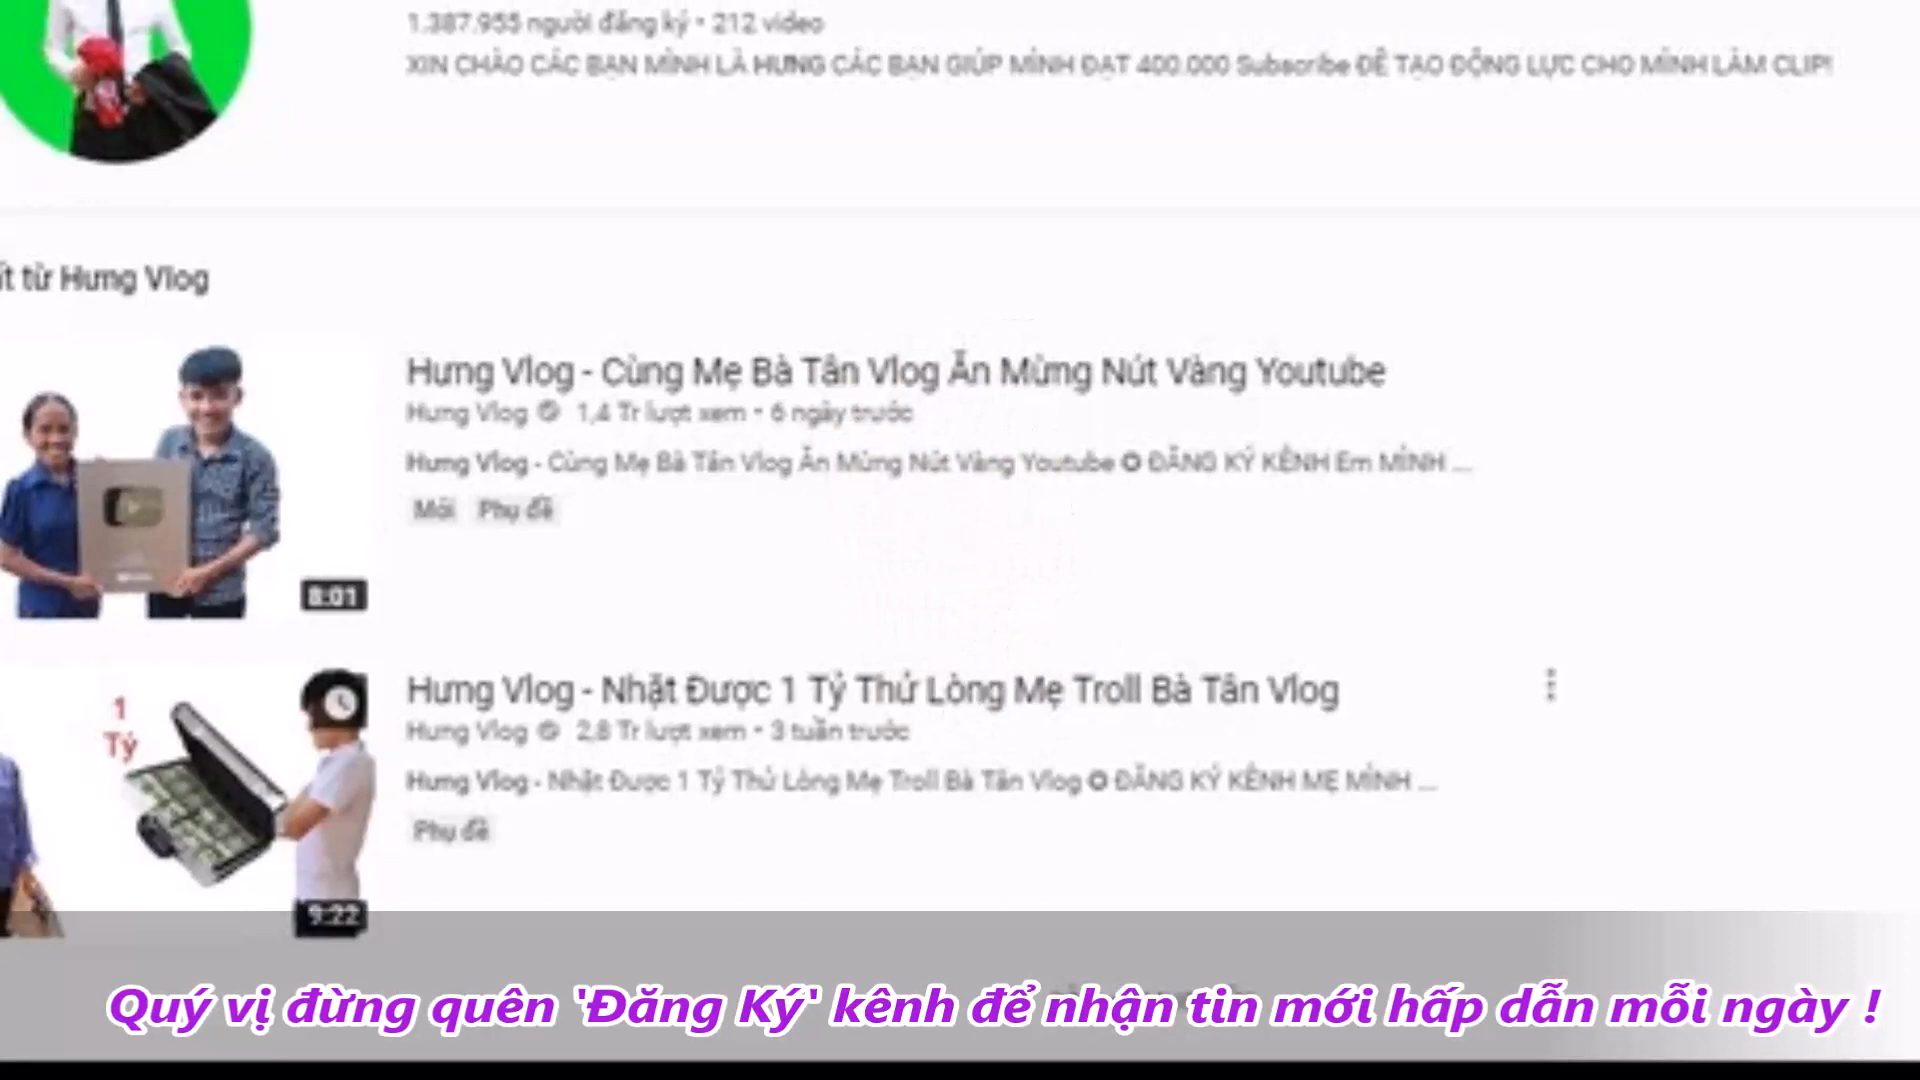 1.387.955 người đăng ký • 212 video
XIN CHÀO CÁC BẠN MÌNH LÀ HƯNG CÁC BẠN GIÚP MÌNH ĐẠT 400.000 Subscribe ĐỂ TẠO ĐỘNG LỰC CHO MÌNH LÀM CLIP!
từ Hưng Vlog
Hưng Vlog - Cùng Mẹ Bà Tân Vlog Ăn Mừng Nút Vàng Youtube
Hưng Vlog 1,4 Tr lượt xem • 6 ngày trước
Hưng Vlog - Cùng Mẹ Bà Tân Vlog Ăn Mừng Nút Vàng Youtube ✪ ĐĂNG KÝ KÊNH Em MÌNH ...
Mới Phụ đề
8:01
Hưng Vlog - Nhặt Được 1 Tỷ Thử Lòng Mẹ Troll Bà Tân Vlog
Hưng Vlog 2,8 Tr lượt xem • 3 tuần trước
Hưng Vlog - Nhặt Được 1 Tỷ Thử Lòng Mẹ Troll Bà Tân Vlog ✪ ĐĂNG KÝ KÊNH MẸ MÌNH ...
Phụ đề
1
Tỷ
9:22
Quý vị đừng quên 'Đăng Ký' kênh để nhận tin mới hấp dẫn mỗi ngày !